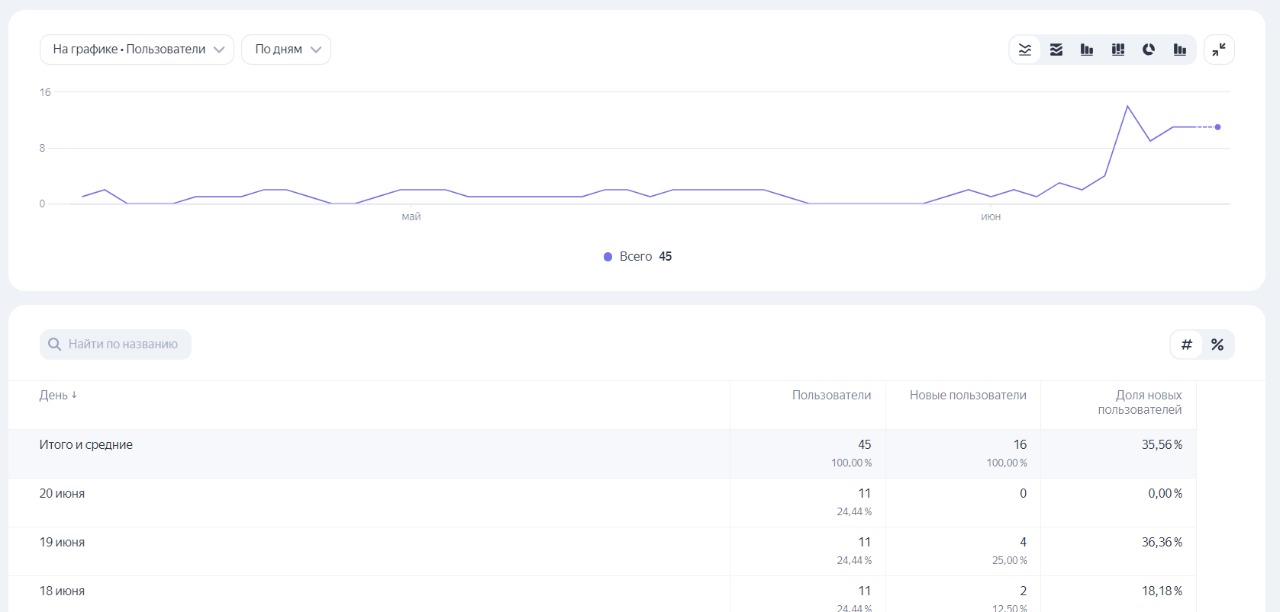 На графике • Пользователи
По дням
16
8
0
май
июн
Всего 45
Найти по названию
# %
День ↓
Пользователи
Новые пользователи
Доля новых
пользователей
Итого и средние
45
16
35,56 %
100,00 %
100,00 %
20 июня
11
0
0,00 %
24,44 %
19 июня
11
4
36,36 %
24,44 %
25,00 %
18 июня
11
2
18,18 %
24,44 %
12,50 %